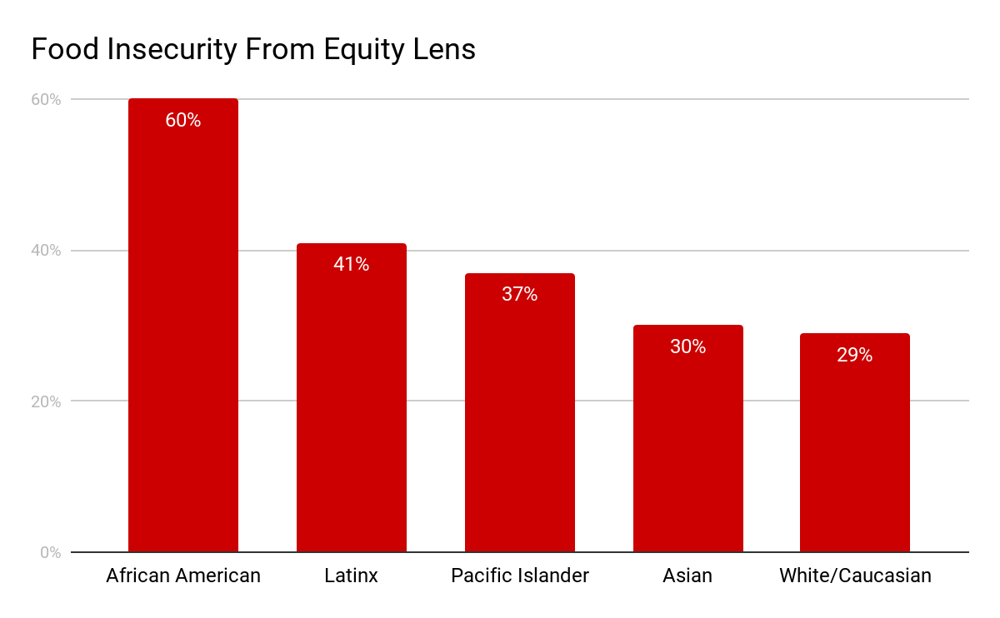 Food Insecurity From Equity Lens
60%
40%
20%
0%
60%
41%
37%
30%
29%
African American
Latinx
Pacific Islander
Asian
White/Caucasian